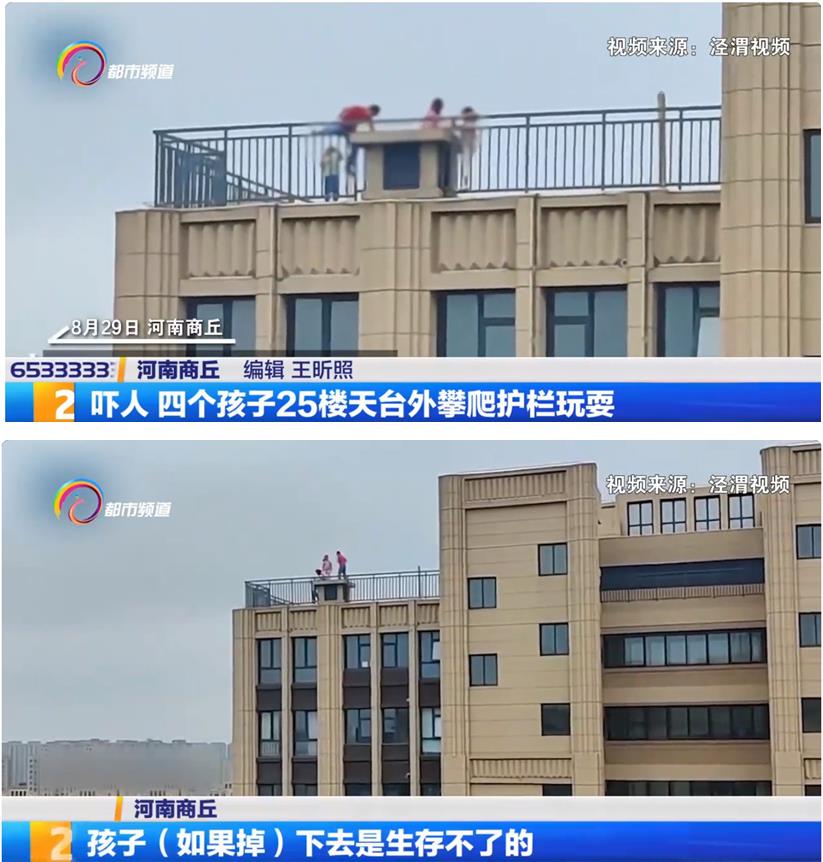 视频来源：泾渭视频
都市频道
8月29日 河南商丘
6533333 河南商丘 编辑 王昕照
2 吓人 四个孩子25楼天台外攀爬护栏玩耍
视频来源：泾渭视频
都市频道
河南商丘
2 孩子（如果掉）下去是生存不了的